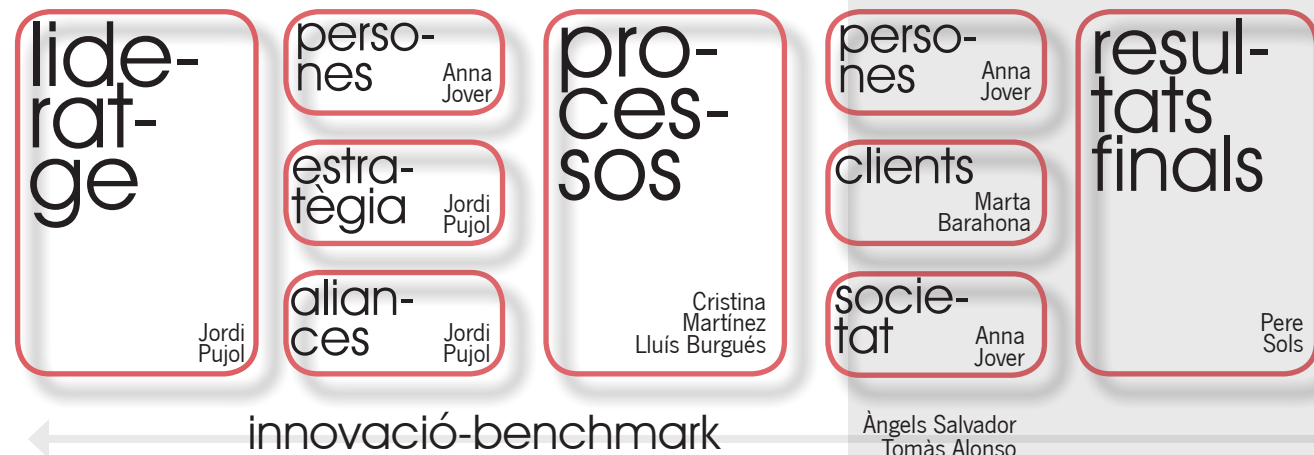 lide-
rat-
ge
Jordi
Pujol
perso-
nes
Anna
Jover
estra-
tègia
Jordi
Pujol
alian-
ces
Jordi
Pujol
pro-
ces-
sos
Cristina
Martínez
Lluís Burgués
perso-
nes
Anna
Jover
clients
Marta
Barahona
socie-
tat
Anna
Jover
resul-
tats
finals
Pere
Sols
innovació-benchmark
Àngels Salvador
Tomàs Alonso